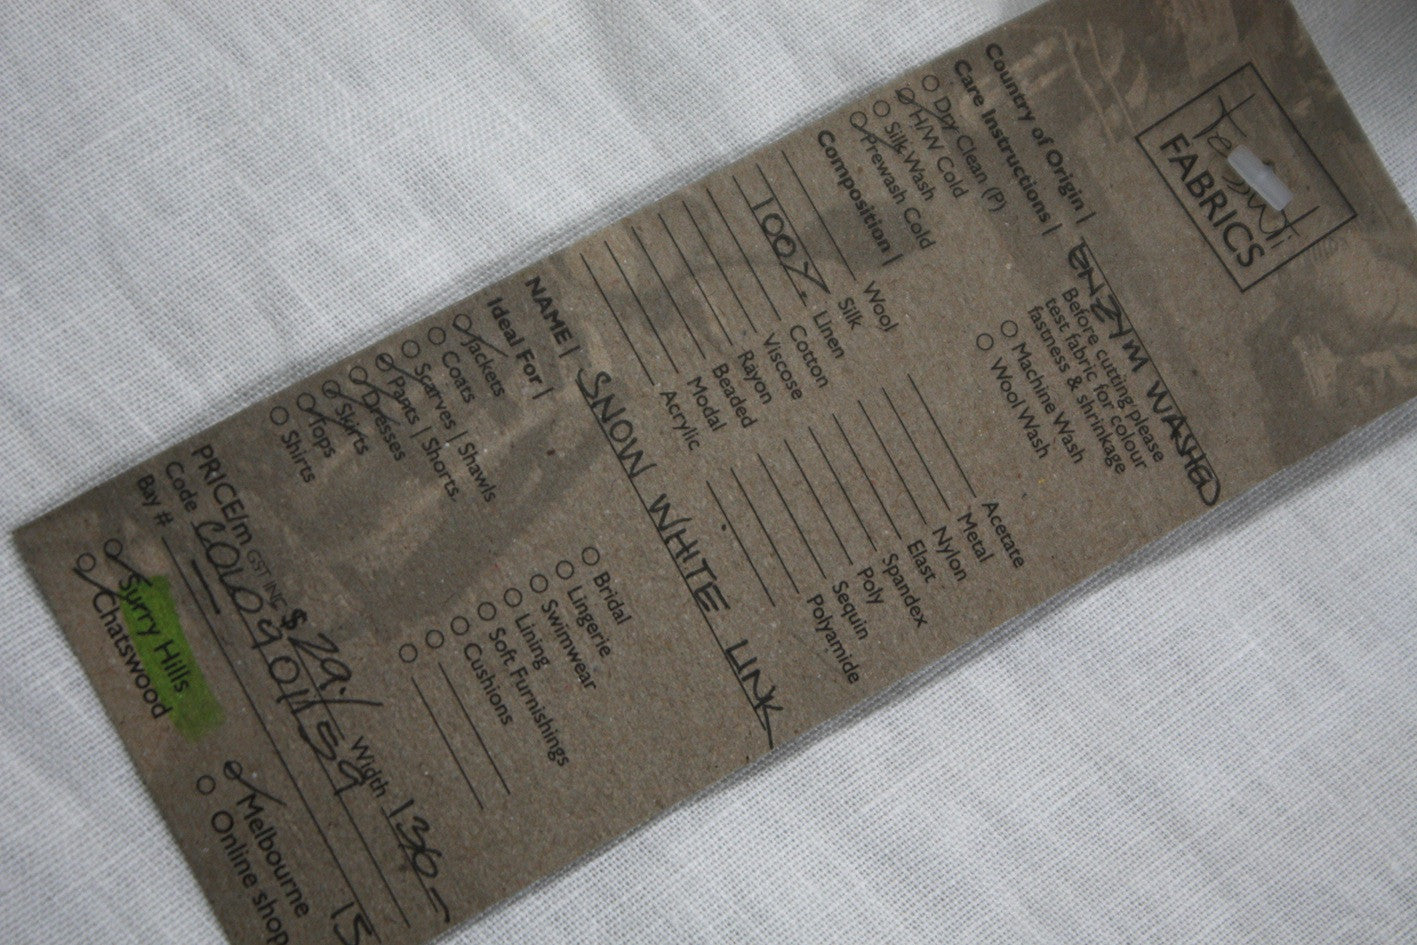 FABRICS
Country of Origin | ENZYM WASHED
Care Instructions |
Before cutting please
test fabric for colour
fastness & shrinkage
Dry Clean (P)
H/W Cold
Silk Wash
Prewash Cold
Machine Wash
Wool Wash
Composition |
Wool
Silk
100% Linen
Cotton
Viscose
Rayon
Beaded
Modal
Acrylic
Acetate
Metal
Nylon
Elast
Spandex
Poly
Sequin
Polyamide
NAME | SNOW WHITE LINK
Ideal For |
Jackets
Coats
Scarves | Shawls
Pants | Shorts
Dresses
Skirts
Tops
Shirts
Bridal
Lingerie
Swimwear
Lining
Soft Furnishings
Cushions
PRICE/m GST INC $29. Width 130
Code
Bay #
Surry Hills
Chatswood
Melbourne
Online shop